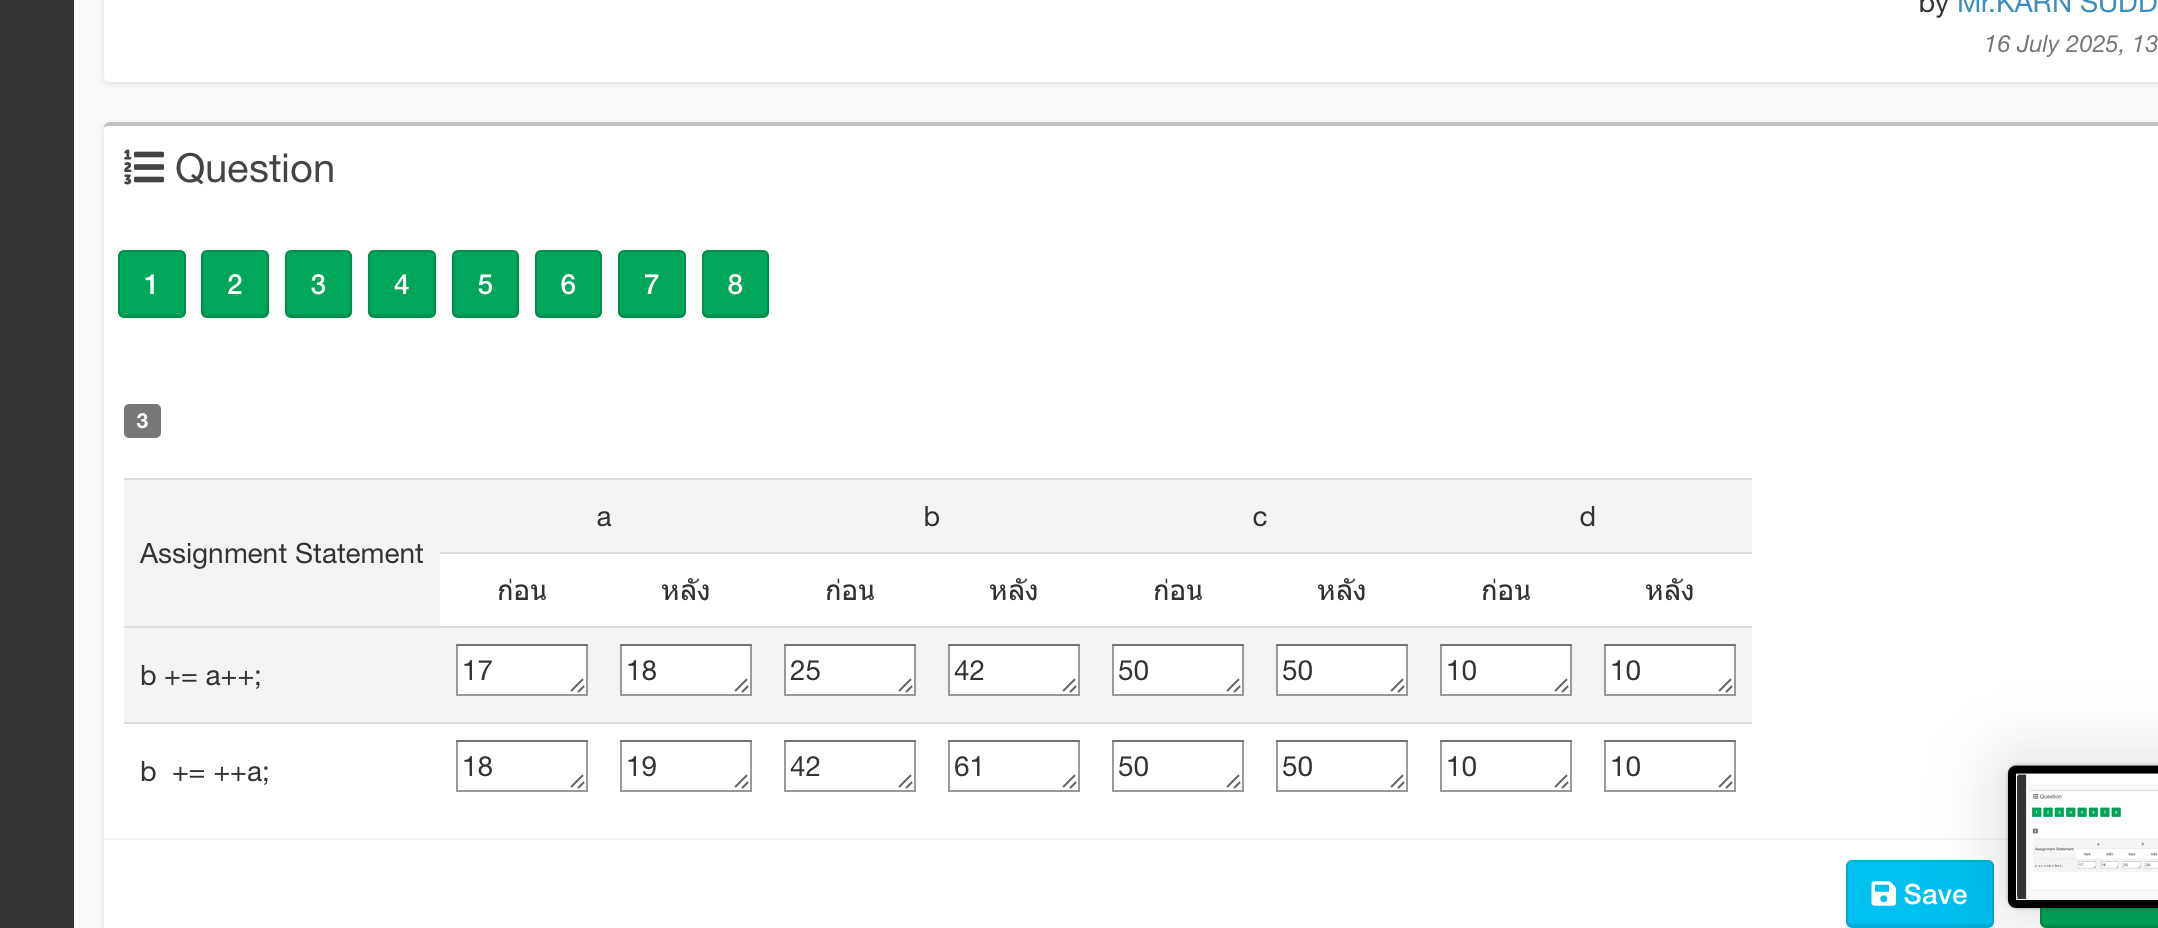 by Mr.KARN SUDD
16 July 2025, 13
Question
1 2 3 4 5 6 7 8
3
Assignment Statement a b c d
ก่อน หลัง ก่อน หลัง ก่อน หลัง ก่อน หลัง
b += a++; 17 18 25 42 50 50 10 10
b += ++a; 18 19 42 61 50 50 10 10
Save
Question